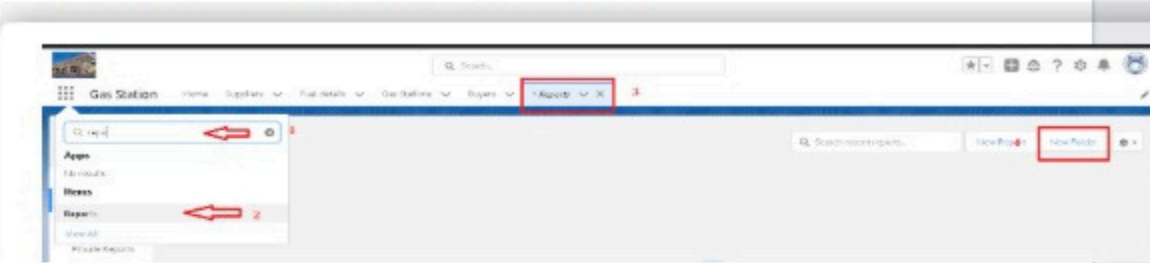 Search...
Gas Station Home Suppliers Fuel details Gas Stations Buyers * Reports 3
repo 1
Search recent reports...
New Report 4 New Folder
Apps
No results
Items
Reports 2
View All
Private Reports